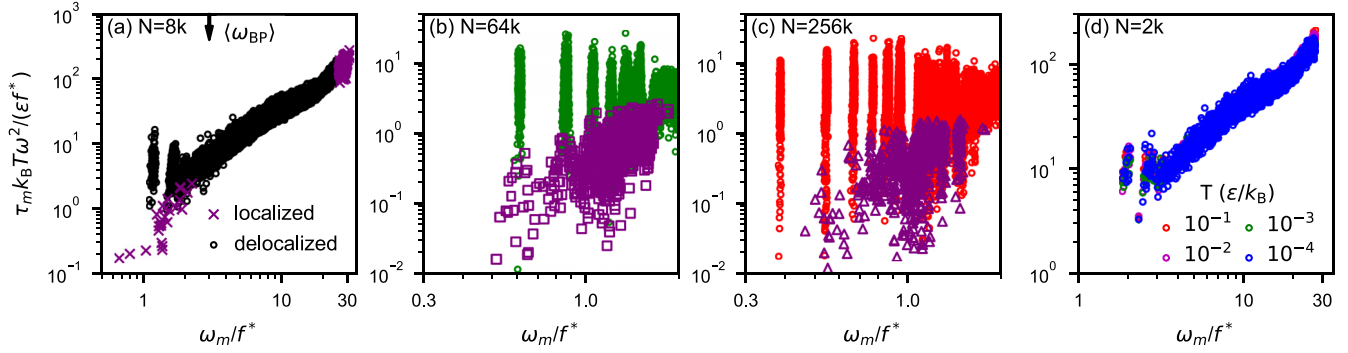 (a) N=8k
⟨ω_BP⟩
τ_m k_B Tω²/(εf*)
10³
10²
10¹
10⁰
10⁻¹
localized
delocalized
1
10
30
ω_m/f*
(b) N=64k
10¹
10⁰
10⁻¹
10⁻²
0.3
1.0
ω_m/f*
(c) N=256k
10¹
10⁰
10⁻¹
10⁻²
0.3
1.0
ω_m/f*
(d) N=2k
10²
10¹
10⁰
T (ε/k_B)
10⁻¹ 10⁻³
10⁻² 10⁻⁴
1
10
30
ω_m/f*